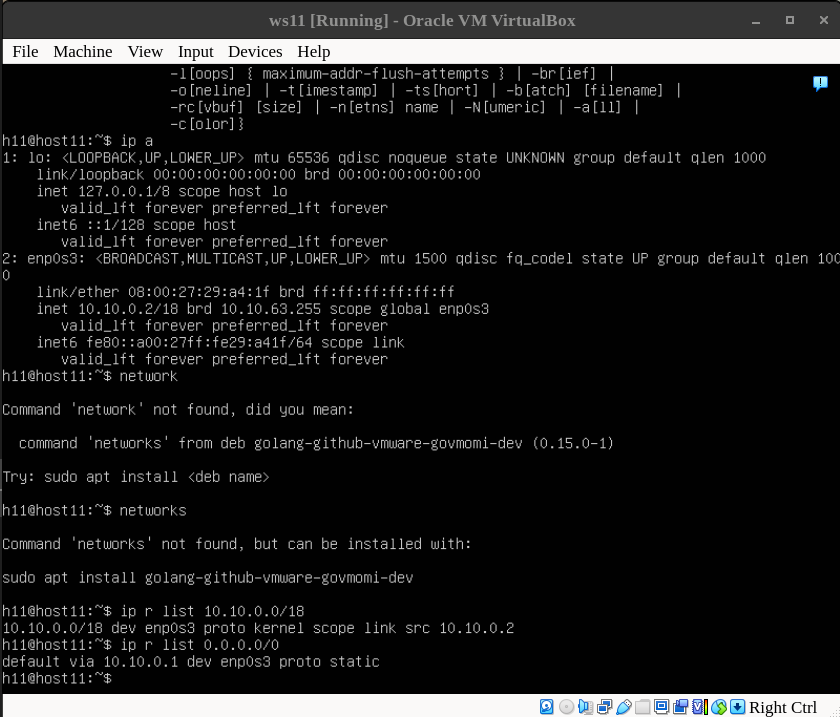 ws11 [Running] - Oracle VM VirtualBox
File Machine View Input Devices Help
-l[oops] { maximum-addr-flush-attempts } | -br[ief] |
-o[neline] | -t[imestamp] | -ts[hort] | -b[atch] [filename] |
-rc[vbuf] [size] | -n[etns] name | -N[umeric] | -a[ll] |
-c[olor]}
h11@host11:~$ ip a
1: lo: <LOOPBACK,UP,LOWER_UP> mtu 65536 qdisc noqueue state UNKNOWN group default qlen 1000
link/loopback 00:00:00:00:00:00 brd 00:00:00:00:00:00
inet 127.0.0.1/8 scope host lo
valid_lft forever preferred_lft forever
inet6 ::1/128 scope host
valid_lft forever preferred_lft forever
2: enp0s3: <BROADCAST,MULTICAST,UP,LOWER_UP> mtu 1500 qdisc fq_codel state UP group default qlen 100
0
link/ether 08:00:27:29:a4:1f brd ff:ff:ff:ff:ff:ff
inet 10.10.0.2/18 brd 10.10.63.255 scope global enp0s3
valid_lft forever preferred_lft forever
inet6 fe80::a00:27ff:fe29:a41f/64 scope link
valid_lft forever preferred_lft forever
h11@host11:~$ network
Command 'network' not found, did you mean:
command 'networks' from deb golang-github-vmware-govmomi-dev (0.15.0-1)
Try: sudo apt install <deb name>
h11@host11:~$ networks
Command 'networks' not found, but can be installed with:
sudo apt install golang-github-vmware-govmomi-dev
h11@host11:~$ ip r list 10.10.0.0/18
10.10.0.0/18 dev enp0s3 proto kernel scope link src 10.10.0.2
h11@host11:~$ ip r list 0.0.0.0/0
default via 10.10.0.1 dev enp0s3 proto static
h11@host11:~$
Right Ctrl